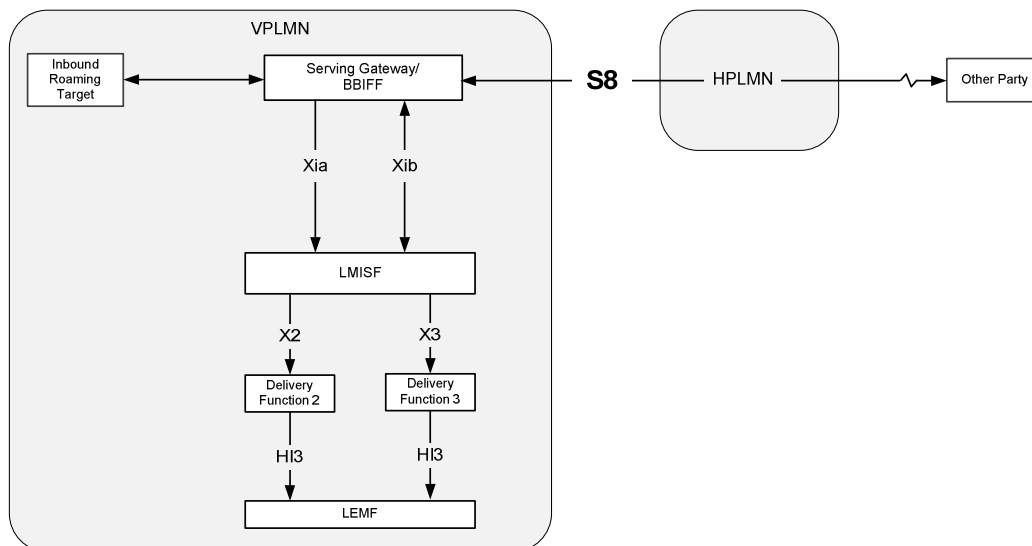 VPLMN
Inbound
Roaming
Target
Serving Gateway/
BBIFF
S8
HPLMN
Other Party
Xia
Xib
LMISF
X2
X3
Delivery
Function 2
Delivery
Function 3
HI3
HI3
LEMF